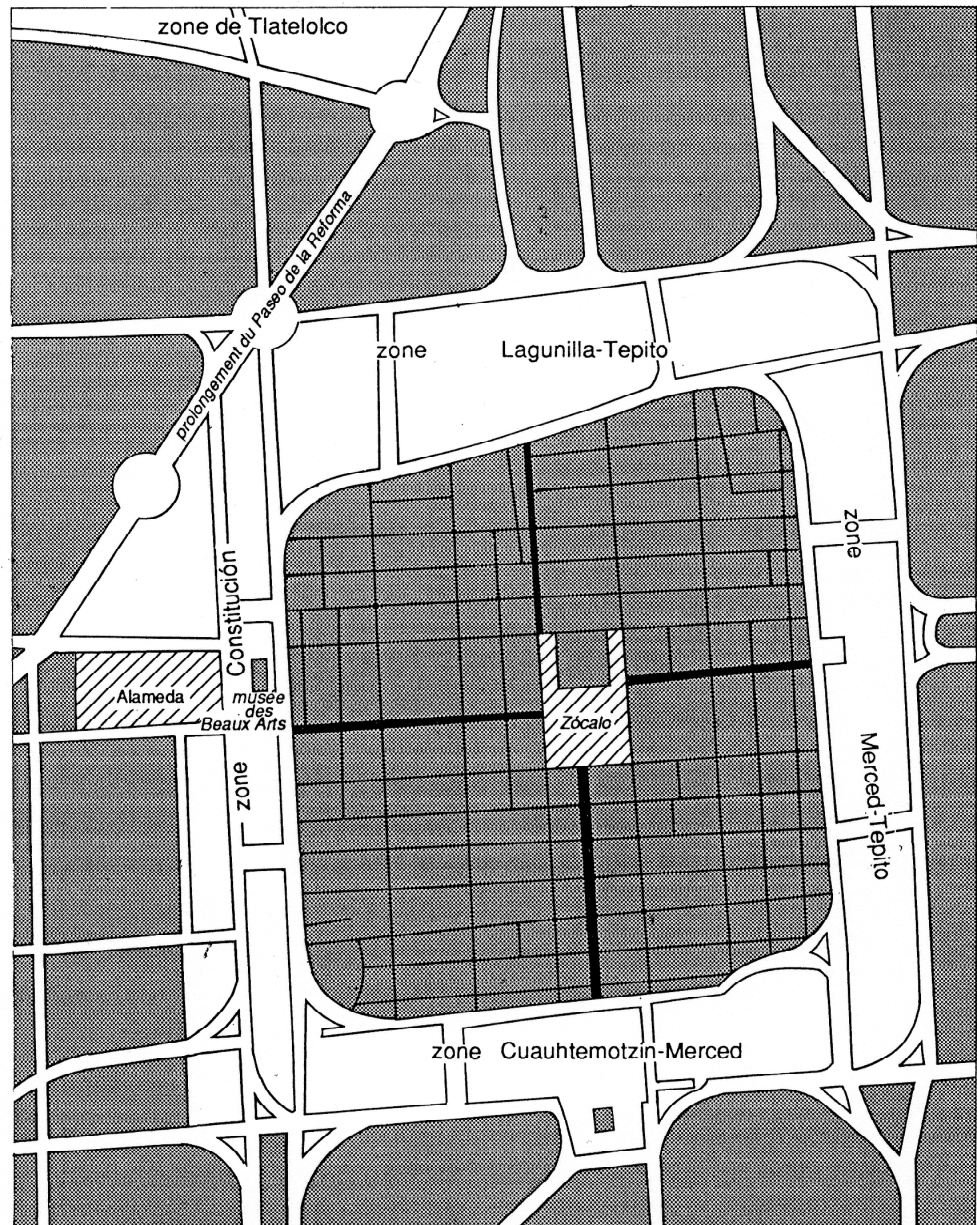 zone de Tlatelolco
prolongement du Paseo de la Reforma
zone Lagunilla-Tepito
zone Merced-Tepito
zone Constitución
Alameda
musée
des
Beaux Arts
Zócalo
zone Cuauhtemotzin-Merced